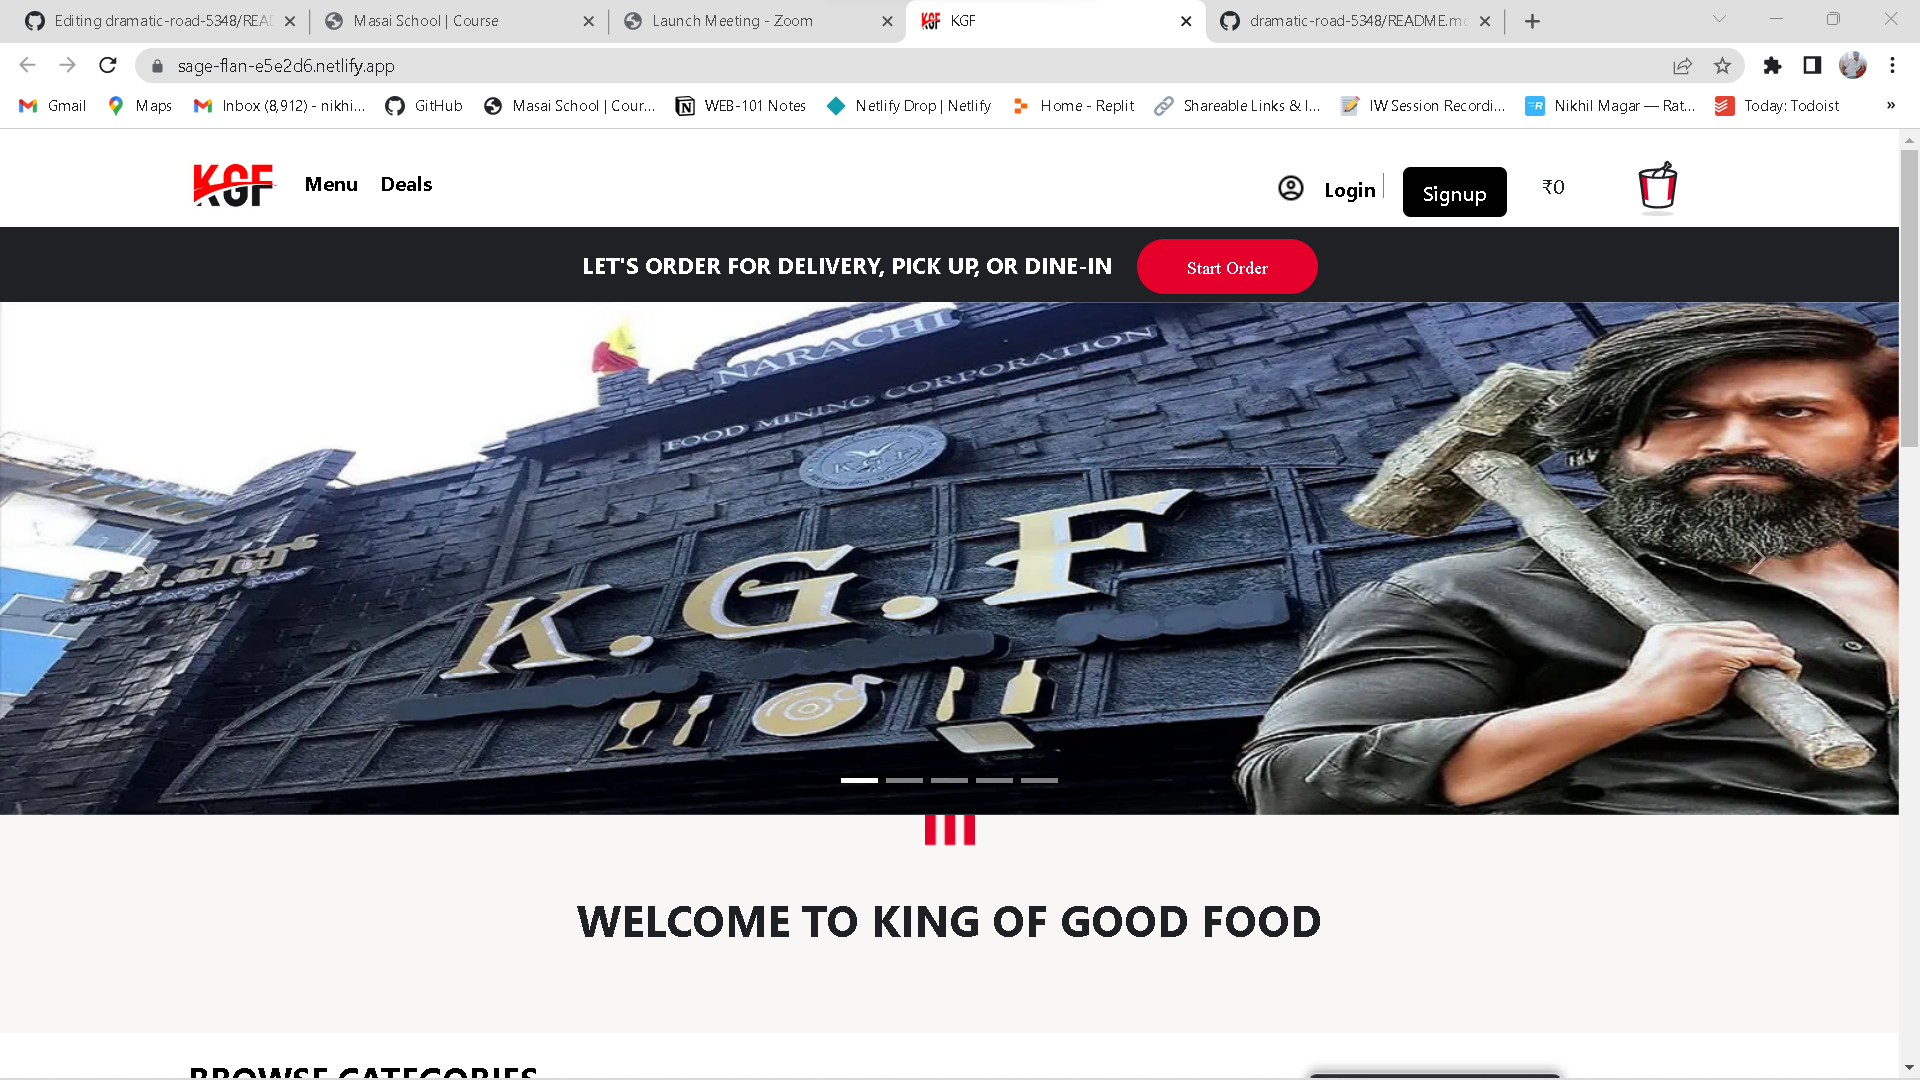 Editing dramatic-road-5348/READ
Masai School | Course
Launch Meeting - Zoom
KGF
dramatic-road-5348/README.m
sage-flan-e5e2d6.netlify.app
Gmail
Maps
Inbox (8,912) - nikhi...
GitHub
Masai School | Cour...
WEB-101 Notes
Netlify Drop | Netlify
Home - Replit
Shareable Links & I...
IW Session Recordi...
Nikhil Magar — Rat...
Today: Todoist
»
KGF
Menu
Deals
Login
Signup
₹0
LET'S ORDER FOR DELIVERY, PICK UP, OR DINE-IN
Start Order
NARACHI
FOOD MINING CORPORATION
K.G.F
K.G.F
WELCOME TO KING OF GOOD FOOD
BROWSE CATEGORIES